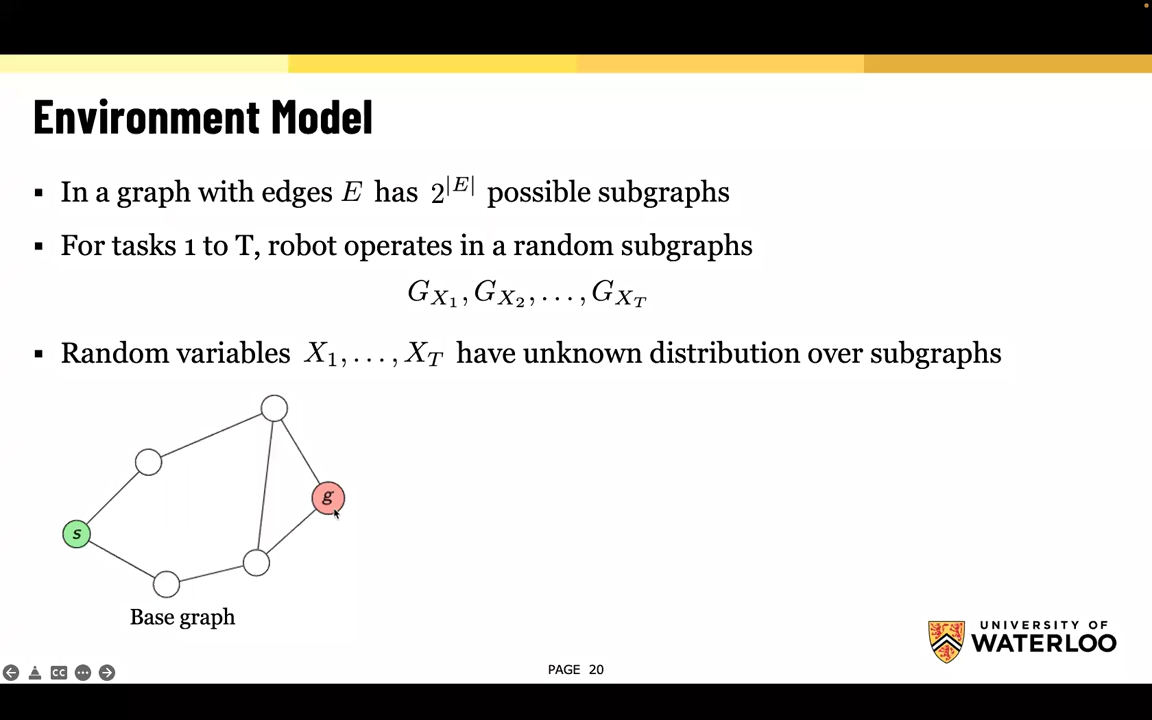 Environment Model
▪ In a graph with edges E has 2^{|E|} possible subgraphs
▪ For tasks 1 to T, robot operates in a random subgraphs
G_{X_1}, G_{X_2}, . . . , G_{X_T}
▪ Random variables X_1, . . . , X_T have unknown distribution over subgraphs
g
s
Base graph
UNIVERSITY OF
WATERLOO
CC
PAGE 20